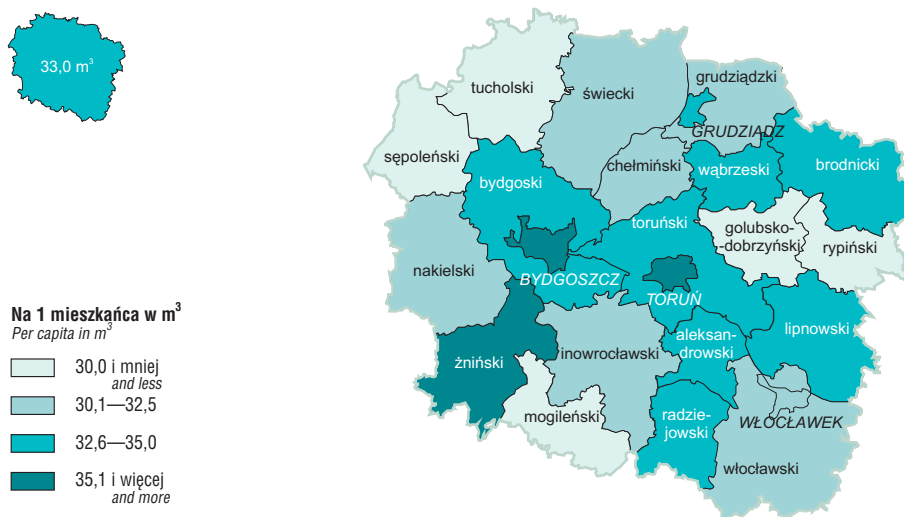 33,0 m³
tucholski
świecki
grudziądzki
GRUDZIĄDZ
sępoleński
bydgoski
chełmiński
wąbrzeski
brodnicki
toruński
golubsko-
-dobrzyński
rypiński
nakielski
BYDGOSZCZ
TORUŃ
Na 1 mieszkańca w m³
Per capita in m³
30,0 i mniej
and less
30,1—32,5
32,6—35,0
35,1 i więcej
and more
żniński
inowrocławski
aleksan-
drowski
lipnowski
mogileński
radzie-
jowski
WŁOCŁAWEK
włocławski